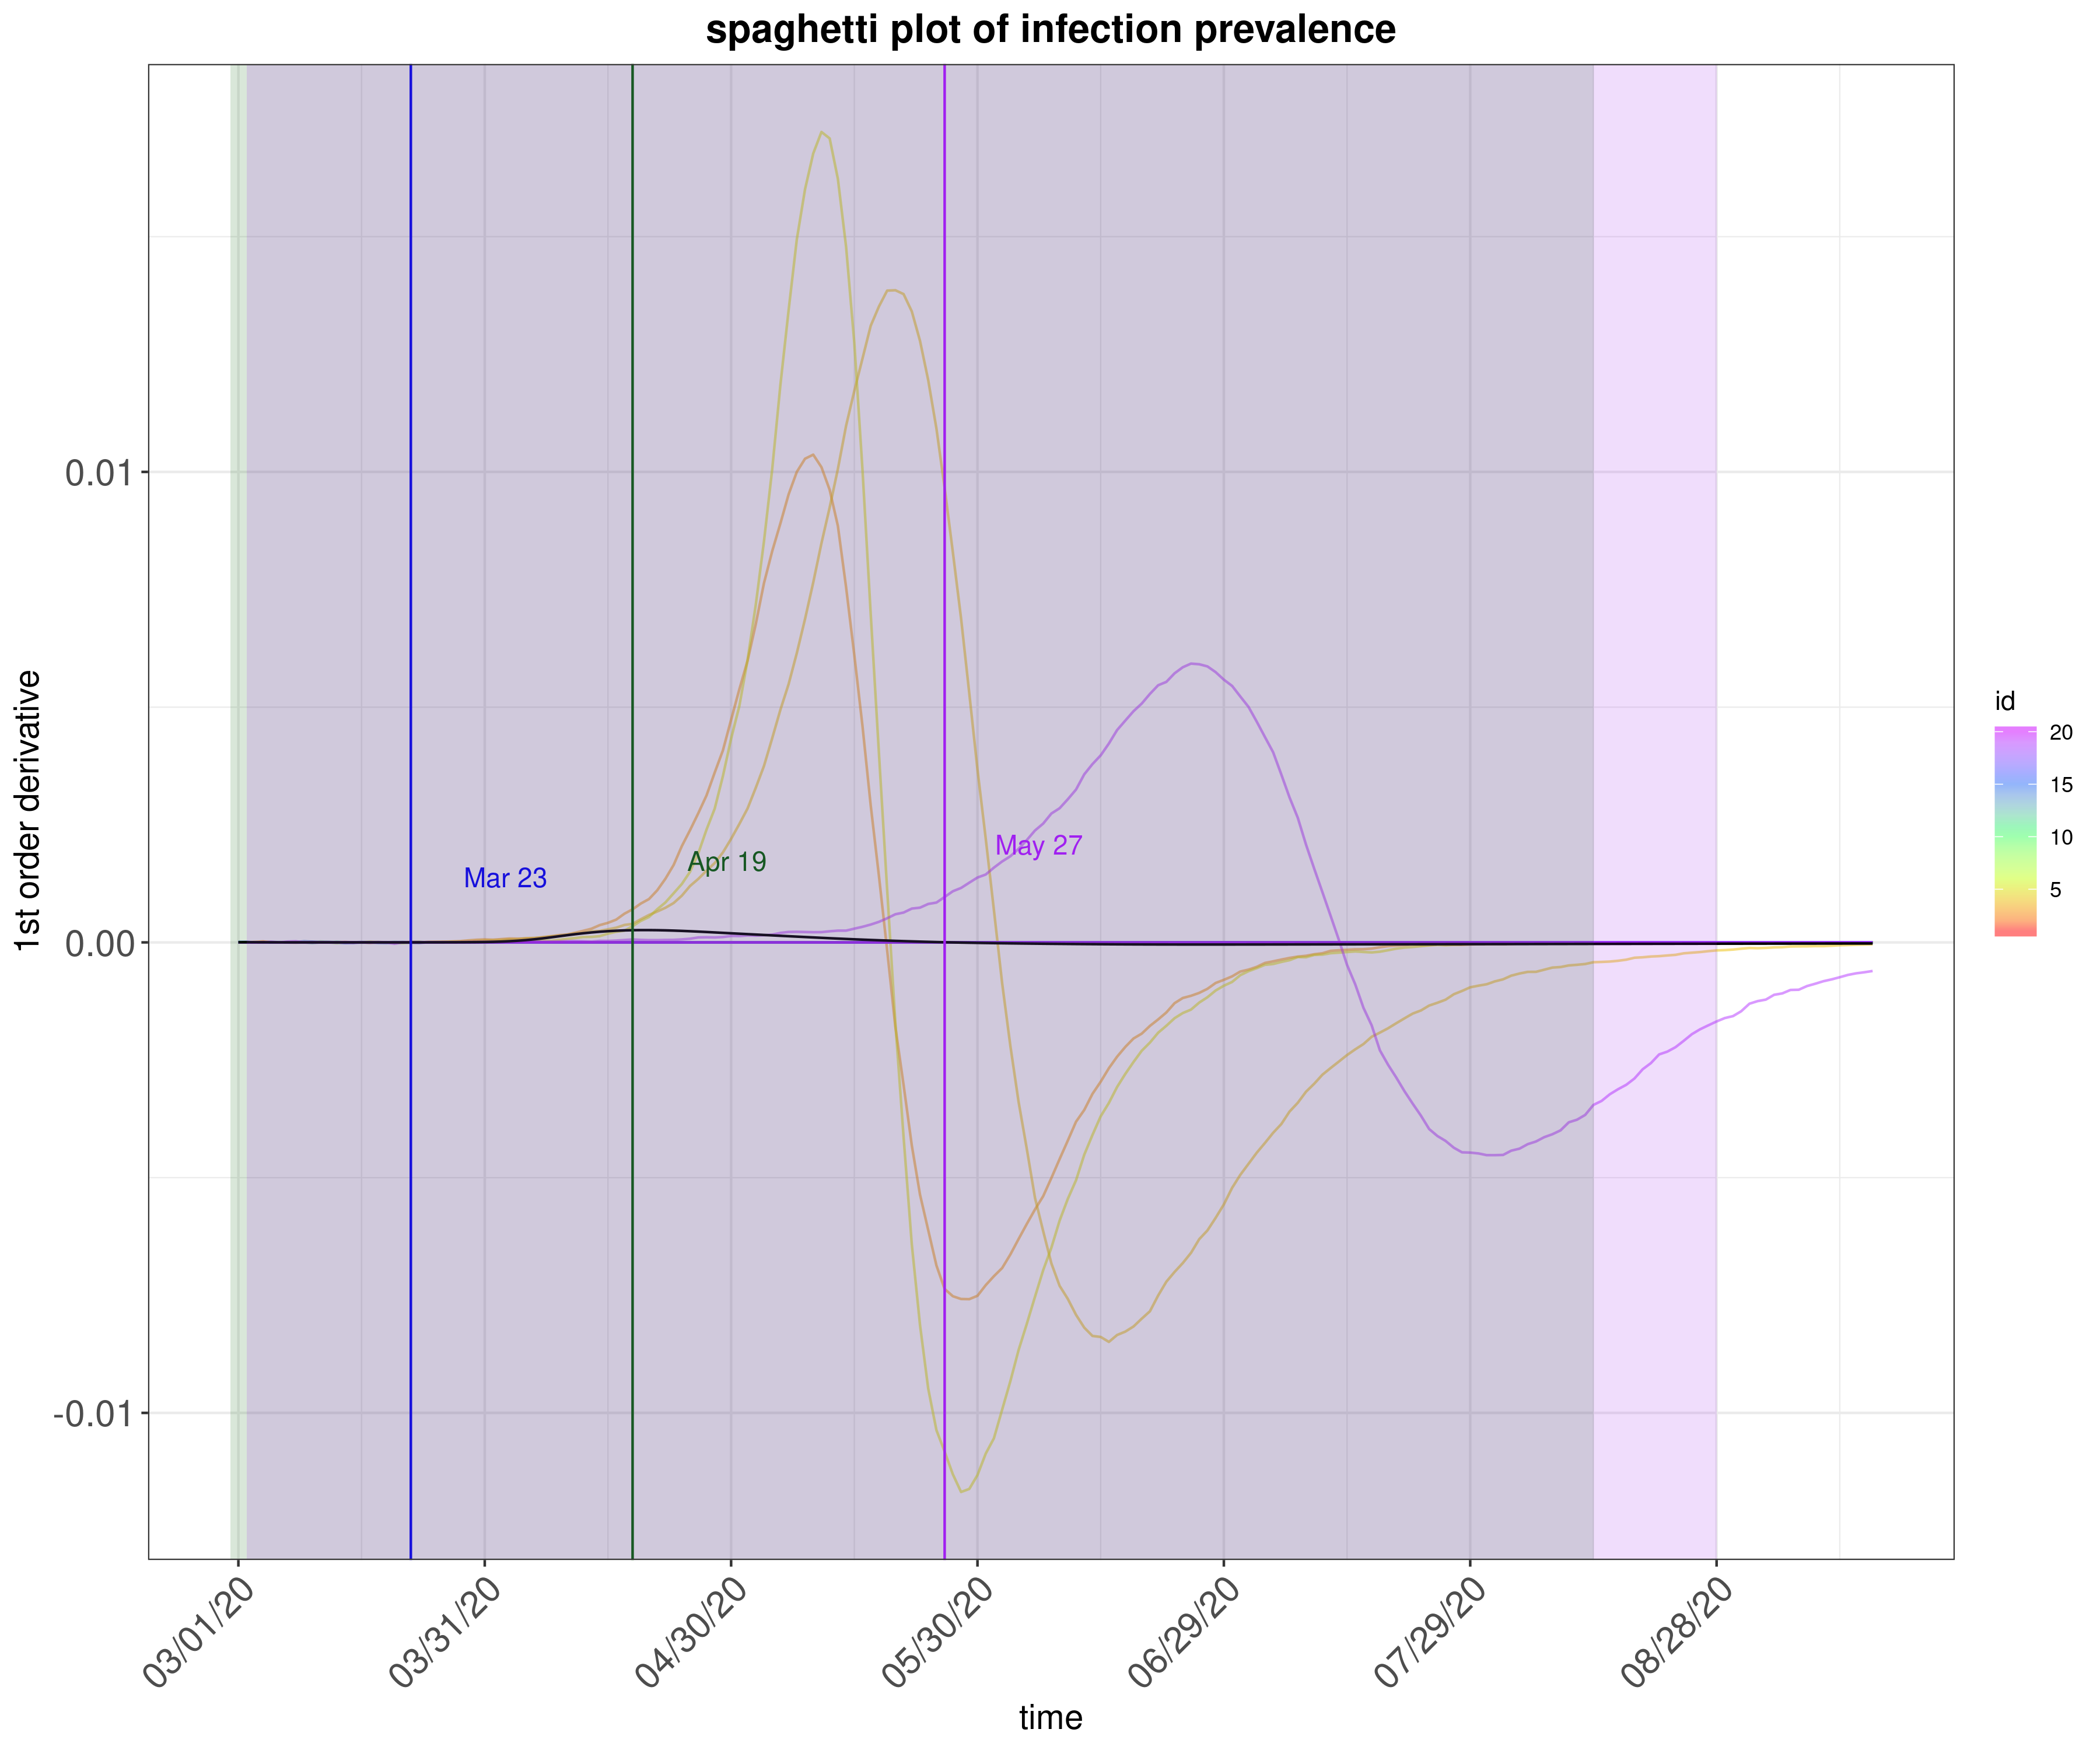 spaghetti plot of infection prevalence
1st order derivative
0.01
0.00
-0.01
Mar 23
Apr 19
May 27
id
20
15
10
5
03/01/20
03/31/20
04/30/20
05/30/20
06/29/20
07/29/20
08/28/20
time